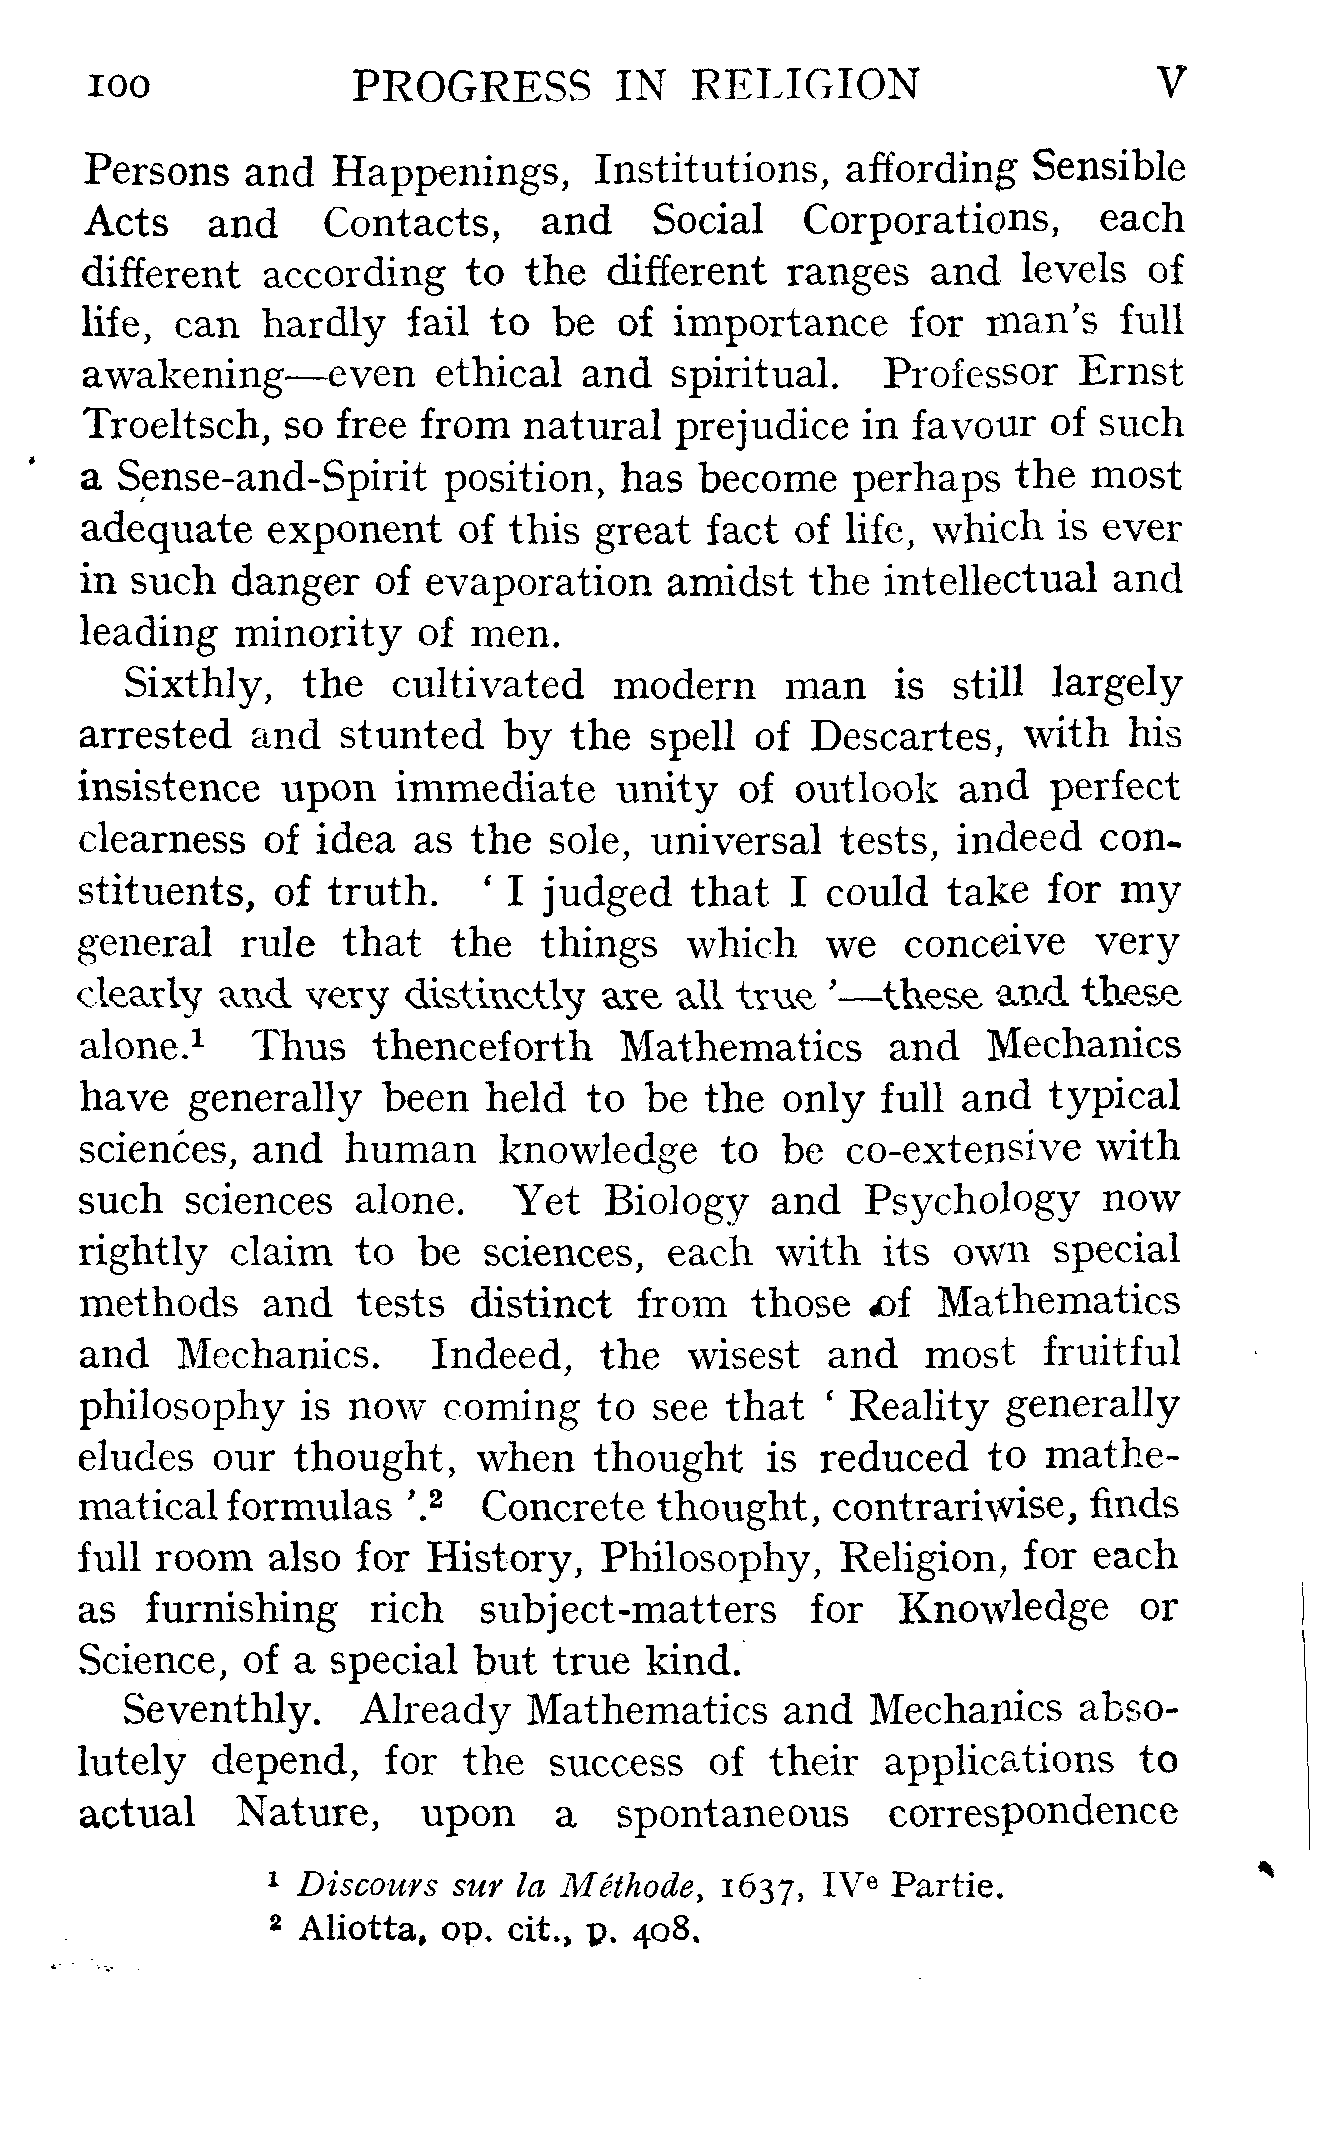 100 PROGRESS IN RELIGION V
Persons and Happenings, Institutions, affording Sensible
Acts and Contacts, and Social Corporations, each
different according to the different ranges and levels of
life, can hardly fail to be of importance for man's full
awakening—even ethical and spiritual. Professor Ernst
Troeltsch, so free from natural prejudice in favour of such
a Sense-and-Spirit position, has become perhaps the most
adequate exponent of this great fact of life, which is ever
in such danger of evaporation amidst the intellectual and
leading minority of men.
Sixthly, the cultivated modern man is still largely
arrested and stunted by the spell of Descartes, with his
insistence upon immediate unity of outlook and perfect
clearness of idea as the sole, universal tests, indeed con-
stituents, of truth. ‘ I judged that I could take for my
general rule that the things which we conceive very
clearly and very distinctly are all true ’—these and these
alone.¹ Thus thenceforth Mathematics and Mechanics
have generally been held to be the only full and typical
sciences, and human knowledge to be co-extensive with
such sciences alone. Yet Biology and Psychology now
rightly claim to be sciences, each with its own special
methods and tests distinct from those of Mathematics
and Mechanics. Indeed, the wisest and most fruitful
philosophy is now coming to see that ‘ Reality generally
eludes our thought, when thought is reduced to mathe-
matical formulas ’.² Concrete thought, contrariwise, finds
full room also for History, Philosophy, Religion, for each
as furnishing rich subject-matters for Knowledge or
Science, of a special but true kind.
Seventhly. Already Mathematics and Mechanics abso-
lutely depend, for the success of their applications to
actual Nature, upon a spontaneous correspondence
¹ Discours sur la Méthode, 1637, IVᵉ Partie.
² Aliotta, op. cit., p. 408.